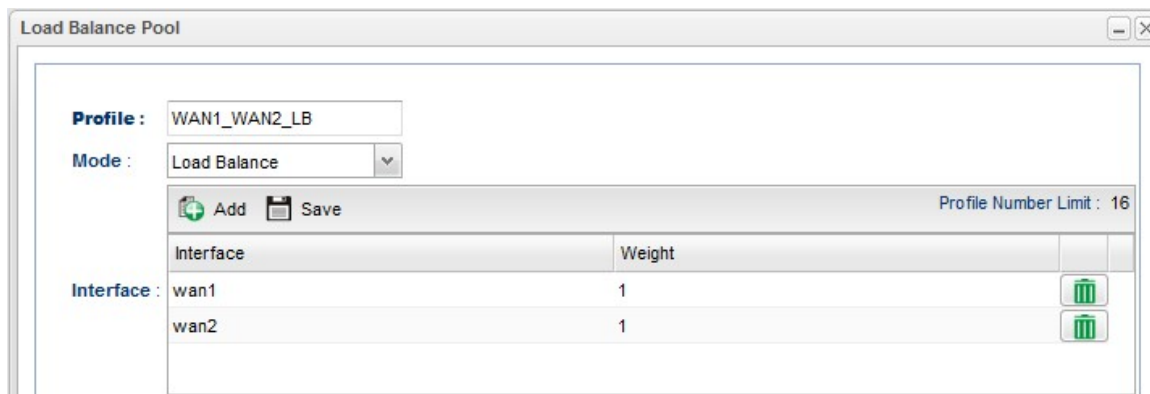 Load Balance Pool
Profile : WAN1_WAN2_LB
Mode : Load Balance
Add Save Profile Number Limit : 16
Interface Weight
Interface : wan1 1
wan2 1